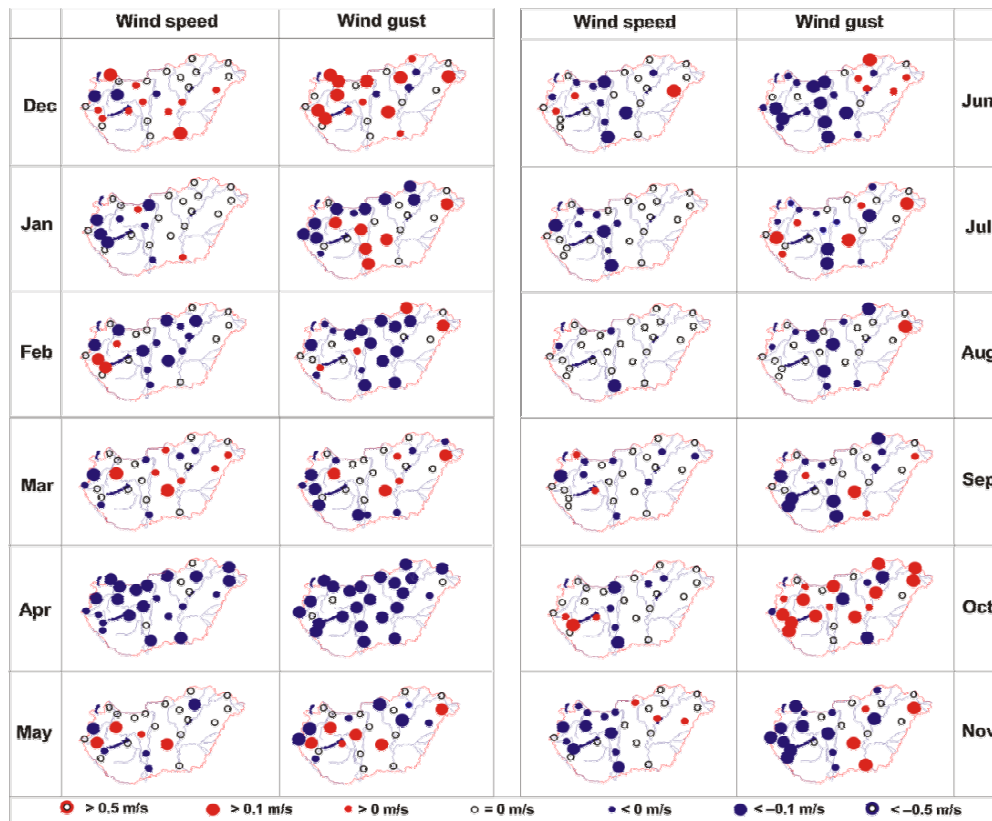 Wind speed Wind gust Wind speed Wind gust
Dec Jun
Jan Jul
Feb Aug
Mar Sep
Apr Oct
May Nov
> 0,5 m/s > 0,1 m/s > 0 m/s = 0 m/s < 0 m/s < –0,1 m/s < –0.5 m/s